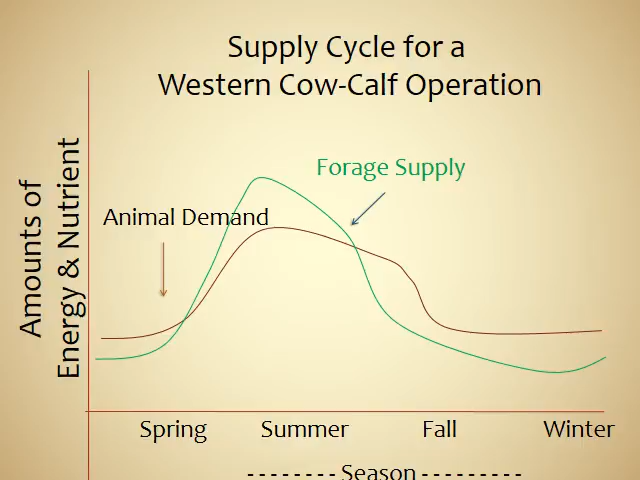 Supply Cycle for a
Western Cow-Calf Operation
Forage Supply
Animal Demand
Amounts of
Energy & Nutrient
Spring Summer Fall Winter
- - - - - - - - Season - - - - - - - - -